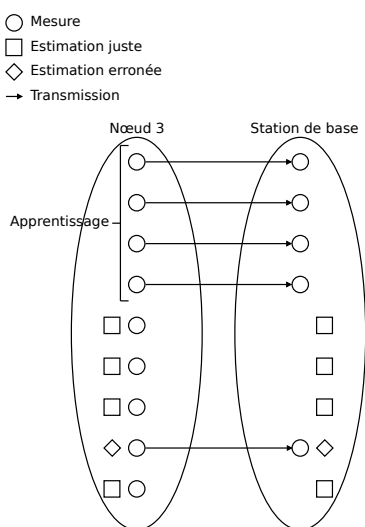 Mesure
Estimation juste
Estimation erronée
Transmission
Nœud 3
Station de base
Apprentissage